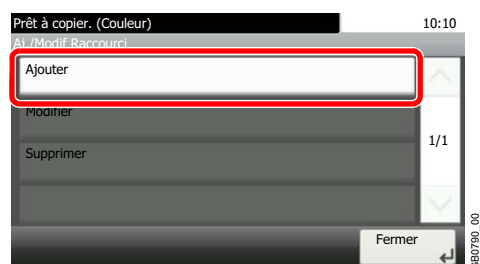 Prêt à copier. (Couleur) 10:10
Aj./Modif Raccourci
Ajouter
Modifier
1/1
Supprimer
Fermer
GB0790_00